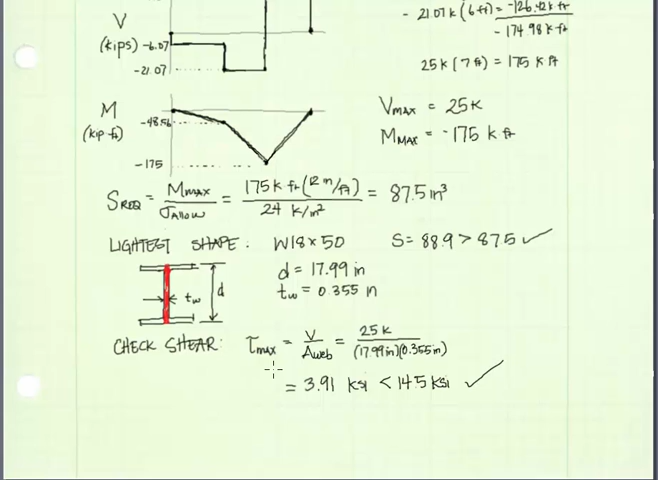 - 21.07 k (6 ft) = -126.42 k ft
V
(kips) -6.07
-174.98 k ft
-21.07
25k (7 ft) = 175 k ft
M
(kip ft)
-48.56
-175
VMAX = 25k
MMAX = -175 k ft
SREQ = MMAX / σALLOW = 175 k ft (12 in/ft) / 24 k/in² = 87.5 in³
LIGHTEST SHAPE: W18 x 50 S = 88.9 > 87.5 ✓
d = 17.99 in
tw = 0.355 in
tw d
CHECK SHEAR: τmax = V / Aweb = 25 k / (17.99 in)(0.355 in)
= 3.91 ksi < 14.5 ksi ✓